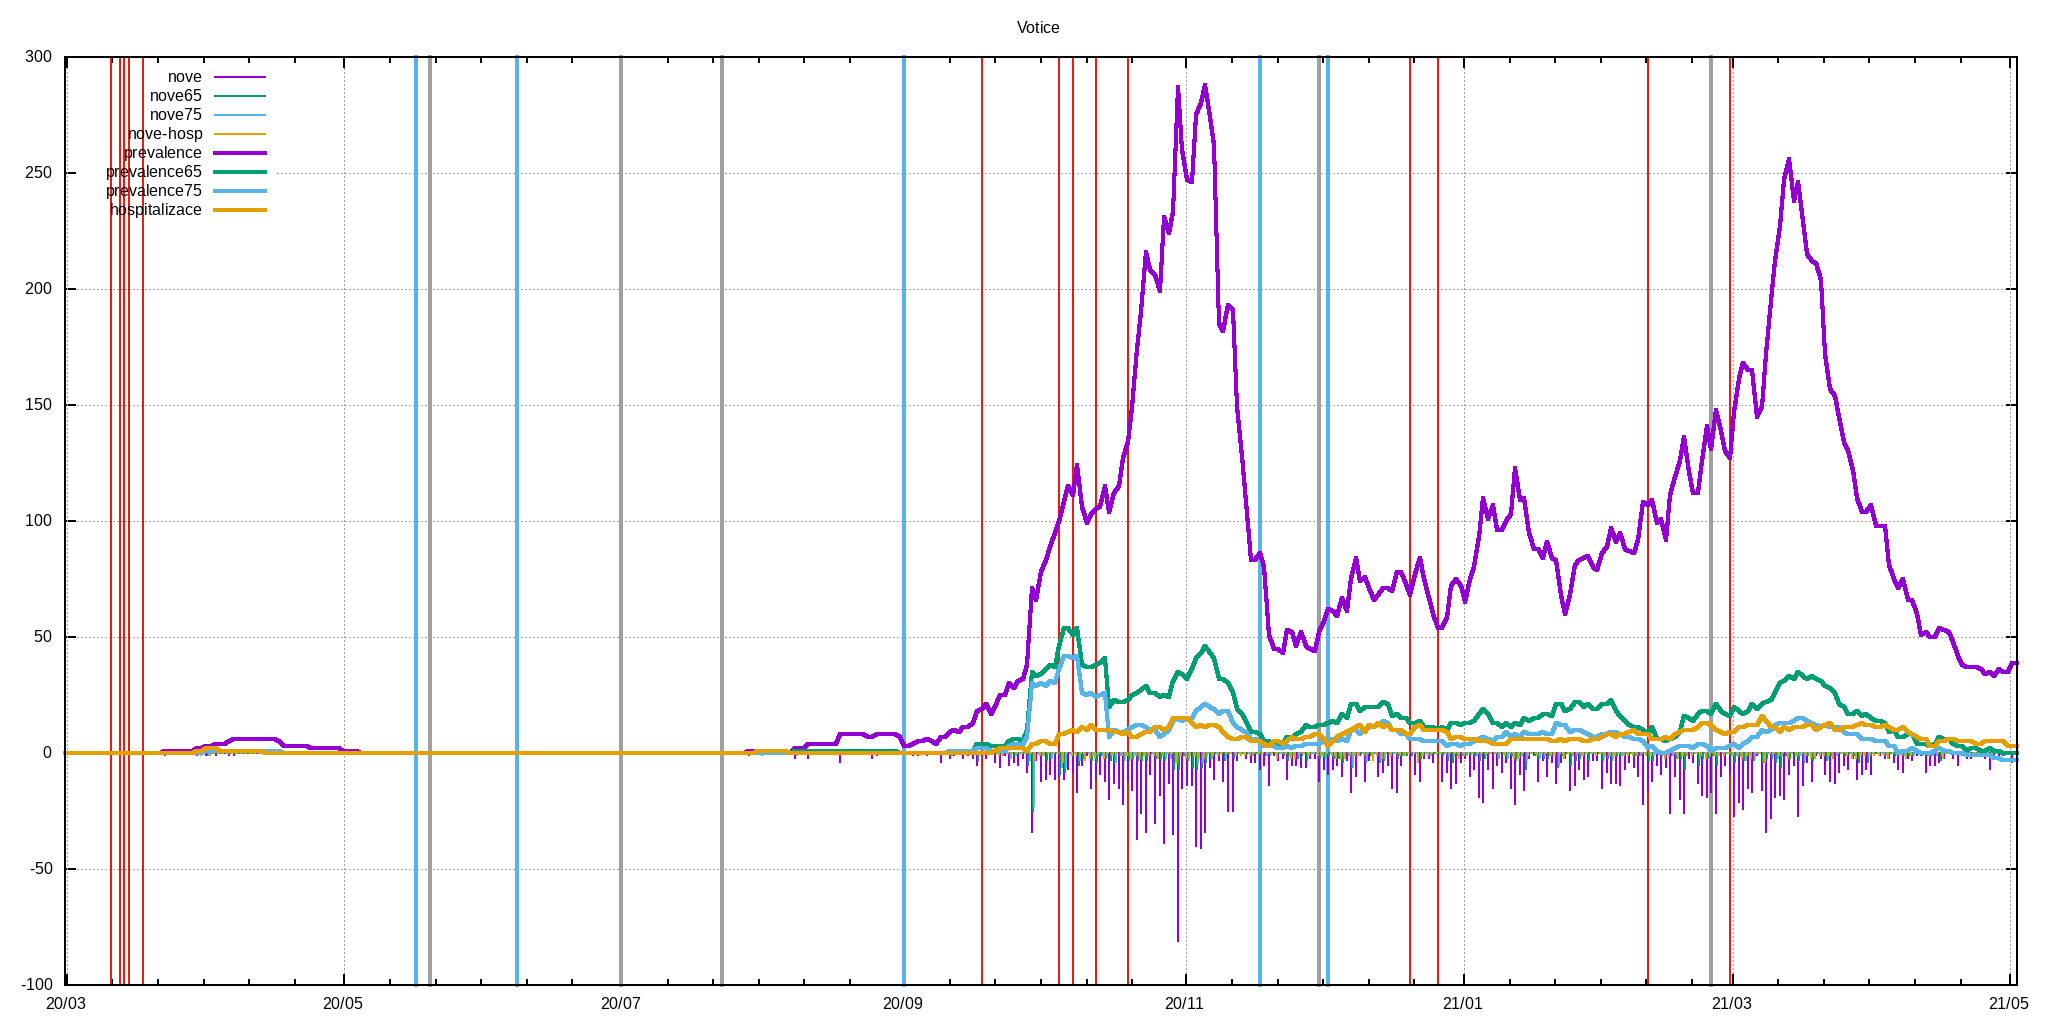 Votice
300
250
200
150
100
50
0
-50
-100
nove
nove65
nove75
nove-hosp
prevalence
prevalence65
prevalence75
hospitalizace
20/03 20/05 20/07 20/09 20/11 21/01 21/03 21/05